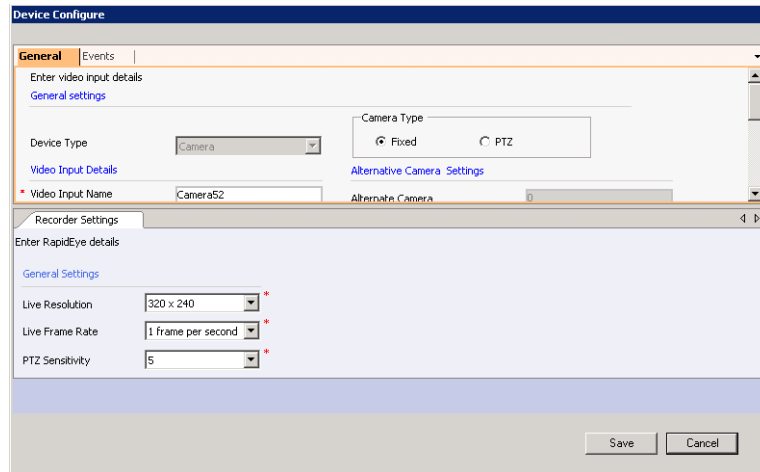 Device Configure
General Events
Enter video input details
General settings
Camera Type
Device Type Camera Fixed PTZ
Video Input Details Alternative Camera Settings
* Video Input Name Camera52 Alternate Camera 0
Recorder Settings
Enter RapidEye details
General Settings
Live Resolution 320 x 240 *
Live Frame Rate 1 frame per second *
PTZ Sensitivity 5 *
Save Cancel